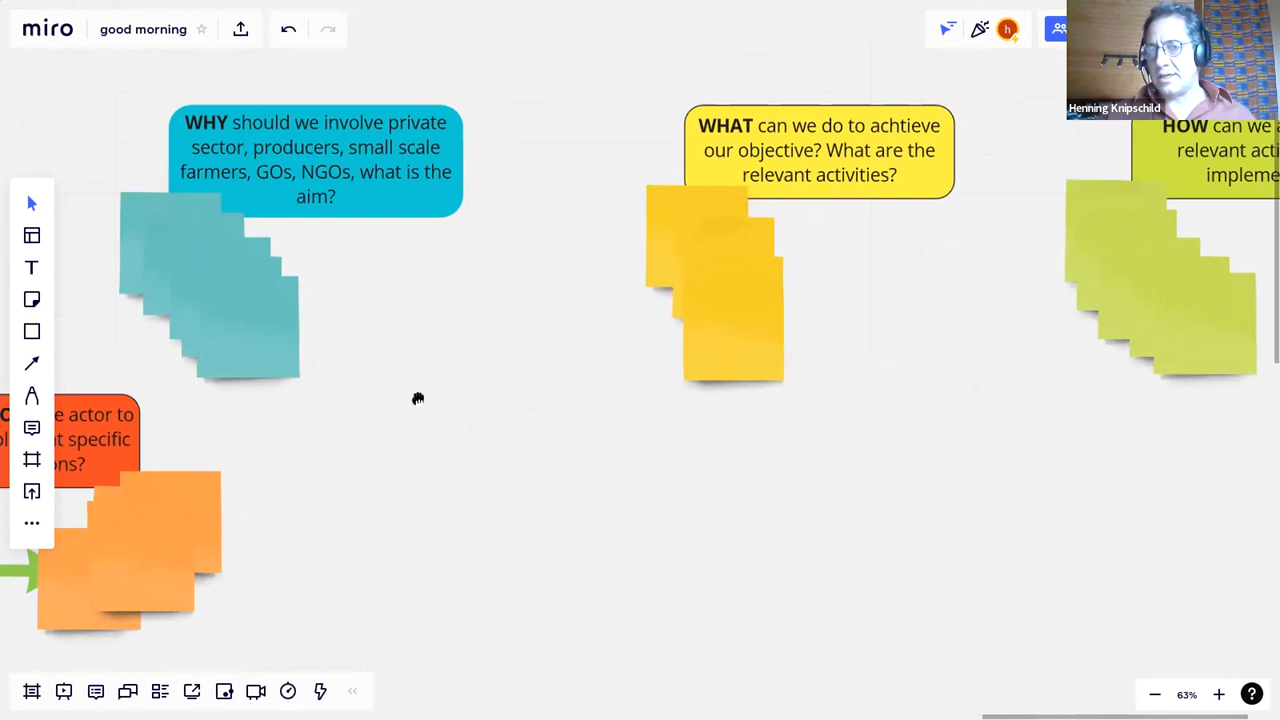 miro
good morning
h
Henning Knipschild
WHY should we involve private
sector, producers, small scale
farmers, GOs, NGOs, what is the
aim?
WHAT can we do to achtieve
our objective? What are the
relevant activities?
HOW can we
relevant
impleme
actor to
specific
T
63%
?